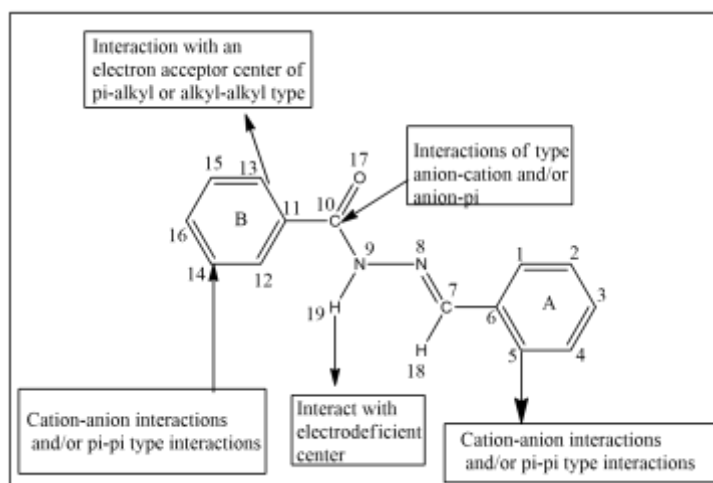 Interaction with an
electron acceptor center of
pi-alkyl or alkyl-alkyl type
17
O
Interactions of type
anion-cation and/or
anion-pi
15
13
10
C
11
B
16
9
N
8
N
1
2
14
12
H
19
7
C
6
A
3
H
18
5
4
Cation-anion interactions
and/or pi-pi type interactions
Interact with
electrodeficient
center
Cation-anion interactions
and/or pi-pi type interactions